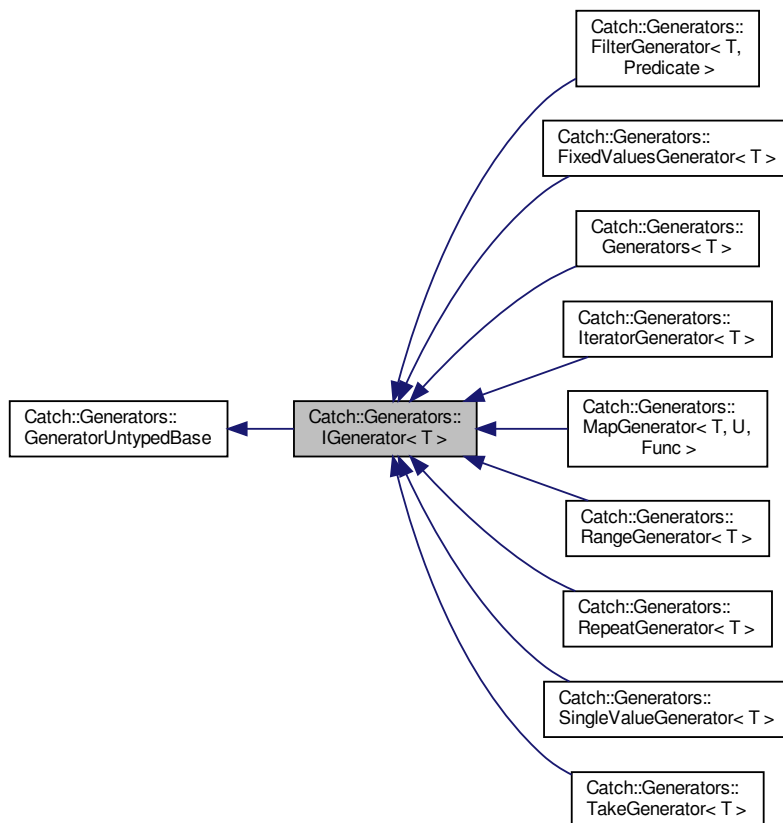 Catch::Generators::
FilterGenerator< T,
Predicate >
Catch::Generators::
FixedValuesGenerator< T >
Catch::Generators::
Generators< T >
Catch::Generators::
IteratorGenerator< T >
Catch::Generators::
GeneratorUntypedBase
Catch::Generators::
IGenerator< T >
Catch::Generators::
MapGenerator< T, U,
Func >
Catch::Generators::
RangeGenerator< T >
Catch::Generators::
RepeatGenerator< T >
Catch::Generators::
SingleValueGenerator< T >
Catch::Generators::
TakeGenerator< T >